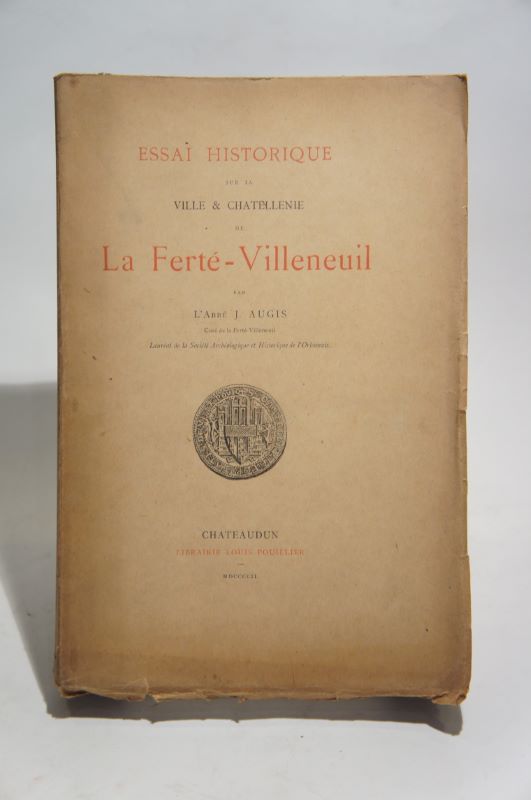 ESSAI HISTORIQUE
SUR LA
VILLE & CHATELLENIE
DE
La Ferté-Villeneuil
PAR
L'ABBÉ J. AUGIS
Curé de la Ferté-Villeneuil
Lauréat de la Société Archéologique et Historique de l'Orléanais.
CHATEAUDUN
LIBRAIRIE LOUIS POUILLIER
MDCCCCII